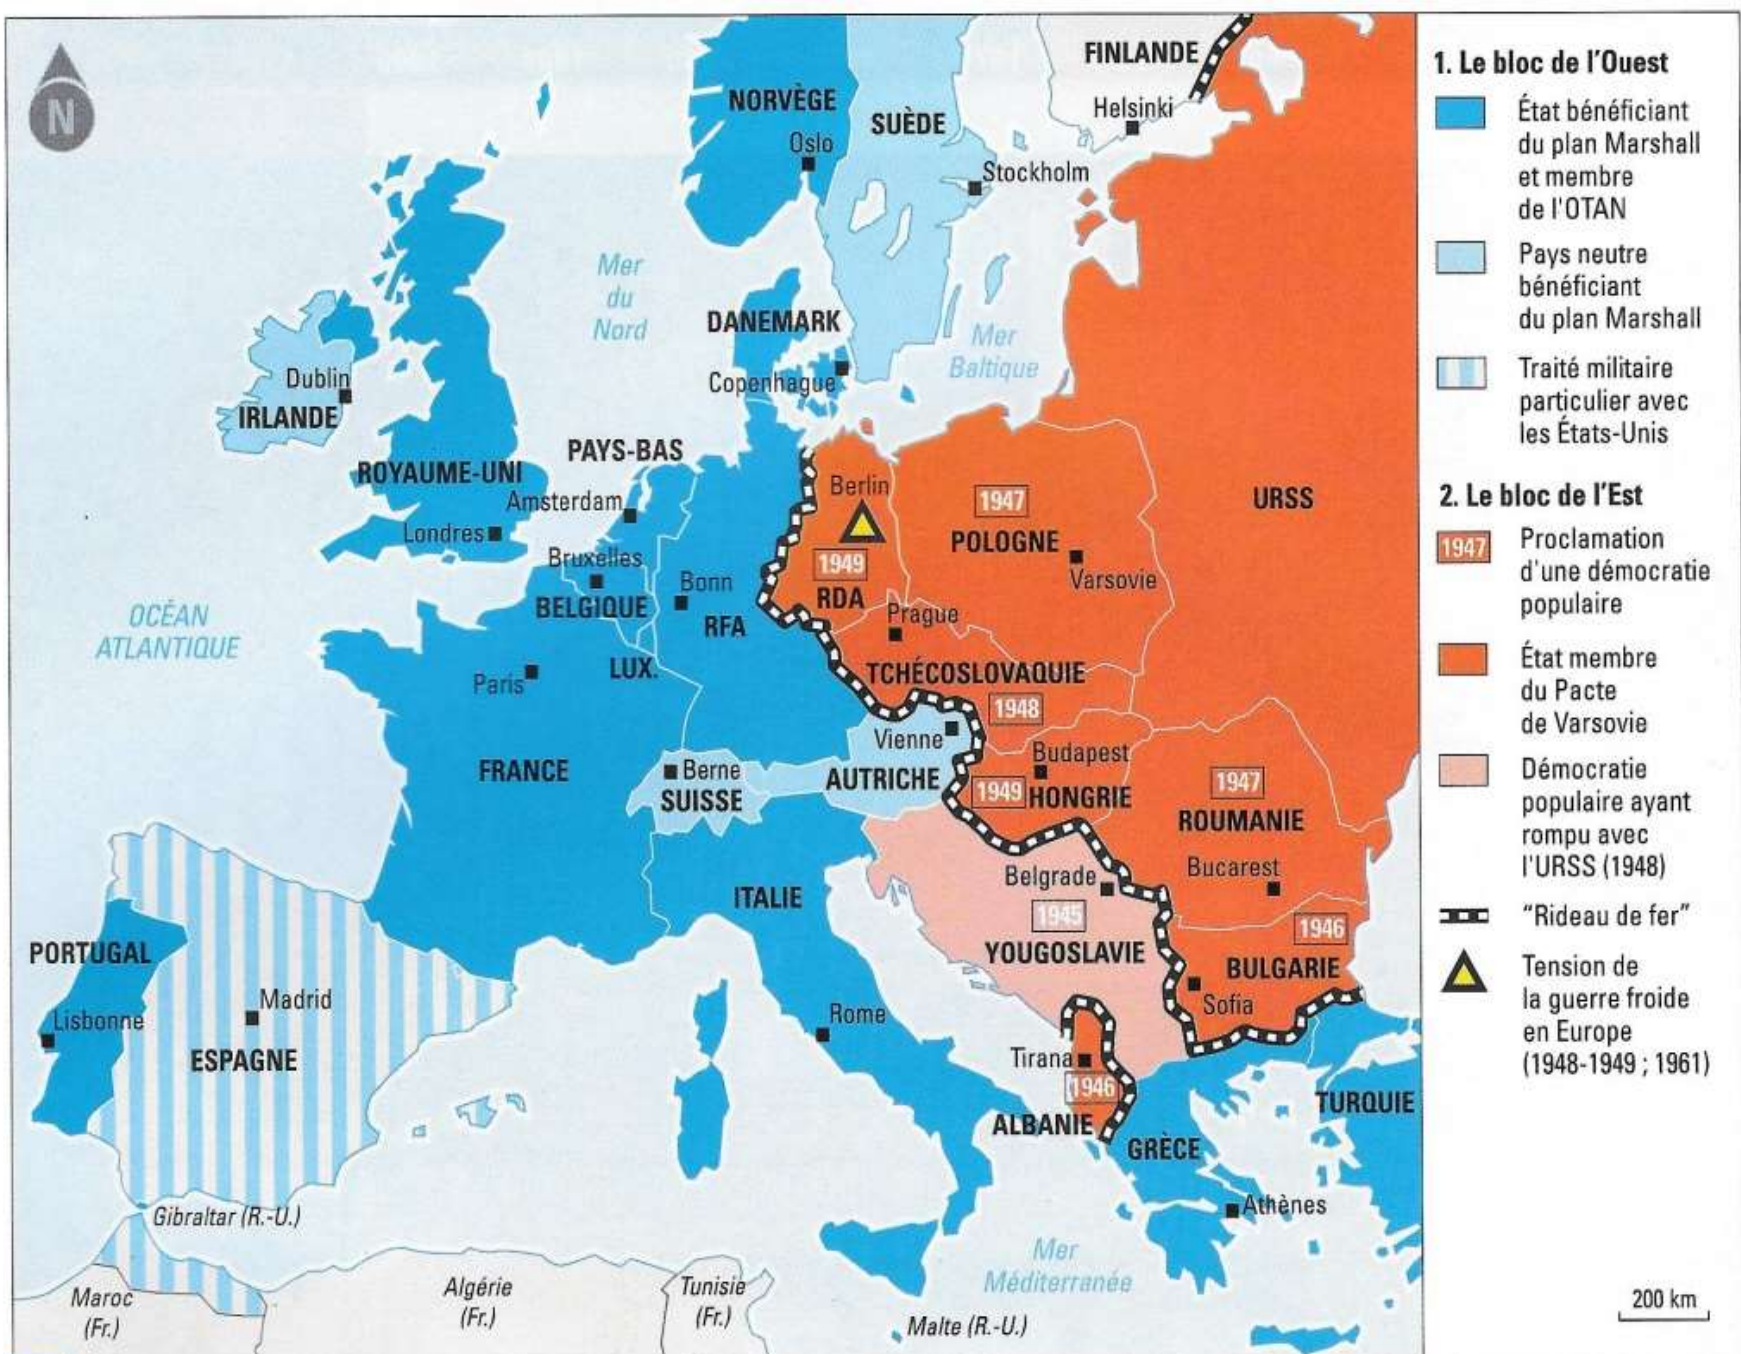 N
FINLANDE
Helsinki
NORVÈGE
Oslo
SUÈDE
Stockholm
Mer
du
Nord
DANEMARK
Copenhague
Mer
Baltique
Dublin
IRLANDE
ROYAUME-UNI
Londres
PAYS-BAS
Amsterdam
Bruxelles
BELGIQUE
Bonn
RFA
LUX.
Berlin
1949
RDA
1947
POLOGNE
Varsovie
URSS
Prague
TCHÉCOSLOVAQUIE
1948
OCÉAN
ATLANTIQUE
Paris
FRANCE
Berne
SUISSE
Vienne
AUTRICHE
Budapest
1949
HONGRIE
1947
ROUMANIE
Bucarest
ITALIE
Rome
Belgrade
1945
YOUGOSLAVIE
1946
BULGARIE
Sofia
PORTUGAL
Lisbonne
Madrid
ESPAGNE
Tirana
1946
ALBANIE
GRÈCE
Athènes
TURQUIE
Gibraltar (R.-U.)
Mer
Méditerranée
Maroc
(Fr.)
Algérie
(Fr.)
Tunisie
(Fr.)
Malte (R.-U.)
1. Le bloc de l'Ouest
État bénéficiant
du plan Marshall
et membre
de l'OTAN
Pays neutre
bénéficiant
du plan Marshall
Traité militaire
particulier avec
les États-Unis
2. Le bloc de l'Est
1947
Proclamation
d'une démocratie
populaire
État membre
du Pacte
de Varsovie
Démocratie
populaire ayant
rompu avec
l'URSS (1948)
"Rideau de fer"
Tension de
la guerre froide
en Europe
(1948-1949 ; 1961)
200 km